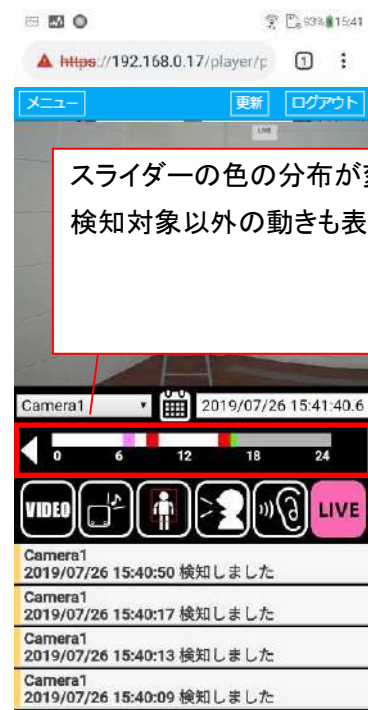 93% 15:41
https://192.168.0.17/player/p
1
メニュー
更新
ログアウト
LIVE
スライダーの色の分布が
検知対象以外の動きも表
Camera1
2019/07/26 15:41:40.6
0 6 12 18 24
VIDEO
LIVE
Camera1
2019/07/26 15:40:50 検知しました
Camera1
2019/07/26 15:40:17 検知しました
Camera1
2019/07/26 15:40:13 検知しました
Camera1
2019/07/26 15:40:09 検知しました